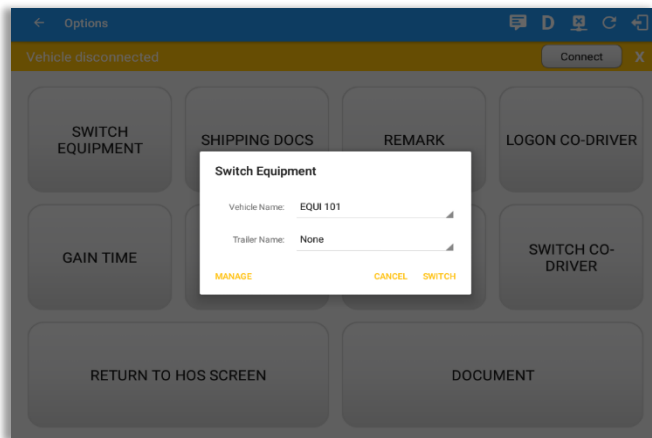 Options
D
Vehicle disconnected
Connect
X
SWITCH
EQUIPMENT
SHIPPING DOCS
REMARK
LOGON CO-DRIVER
Switch Equipment
Vehicle Name: EQUI 101
Trailer Name: None
MANAGE CANCEL SWITCH
GAIN TIME
SWITCH CO-
DRIVER
RETURN TO HOS SCREEN
DOCUMENT